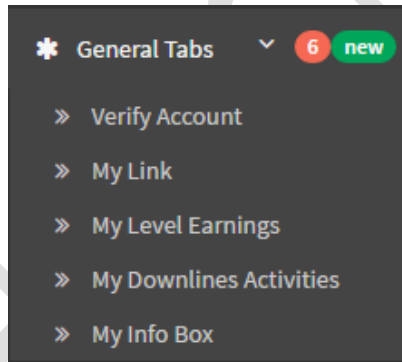 General Tabs 6 new
Verify Account
My Link
My Level Earnings
My Downlines Activities
My Info Box